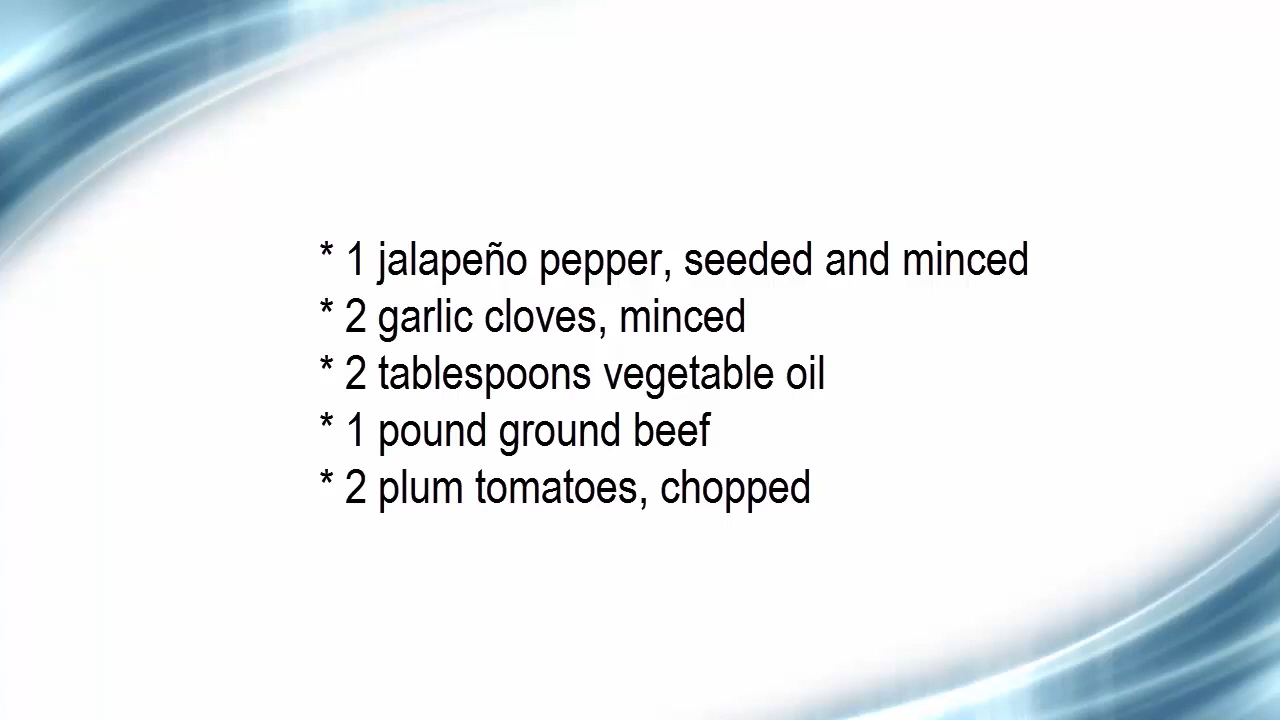 * 1 jalapeño pepper, seeded and minced
* 2 garlic cloves, minced
* 2 tablespoons vegetable oil
* 1 pound ground beef
* 2 plum tomatoes, chopped